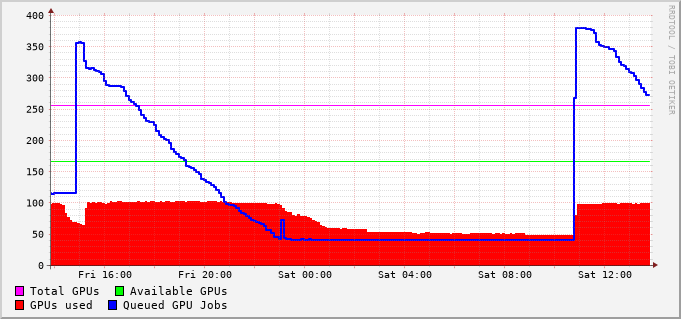 400
350
300
250
200
150
100
50
0
Fri 16:00 Fri 20:00 Sat 00:00 Sat 04:00 Sat 08:00 Sat 12:00
Total GPUs Available GPUs
GPUs used Queued GPU Jobs
RRDTOOL / TOBI OETIKER